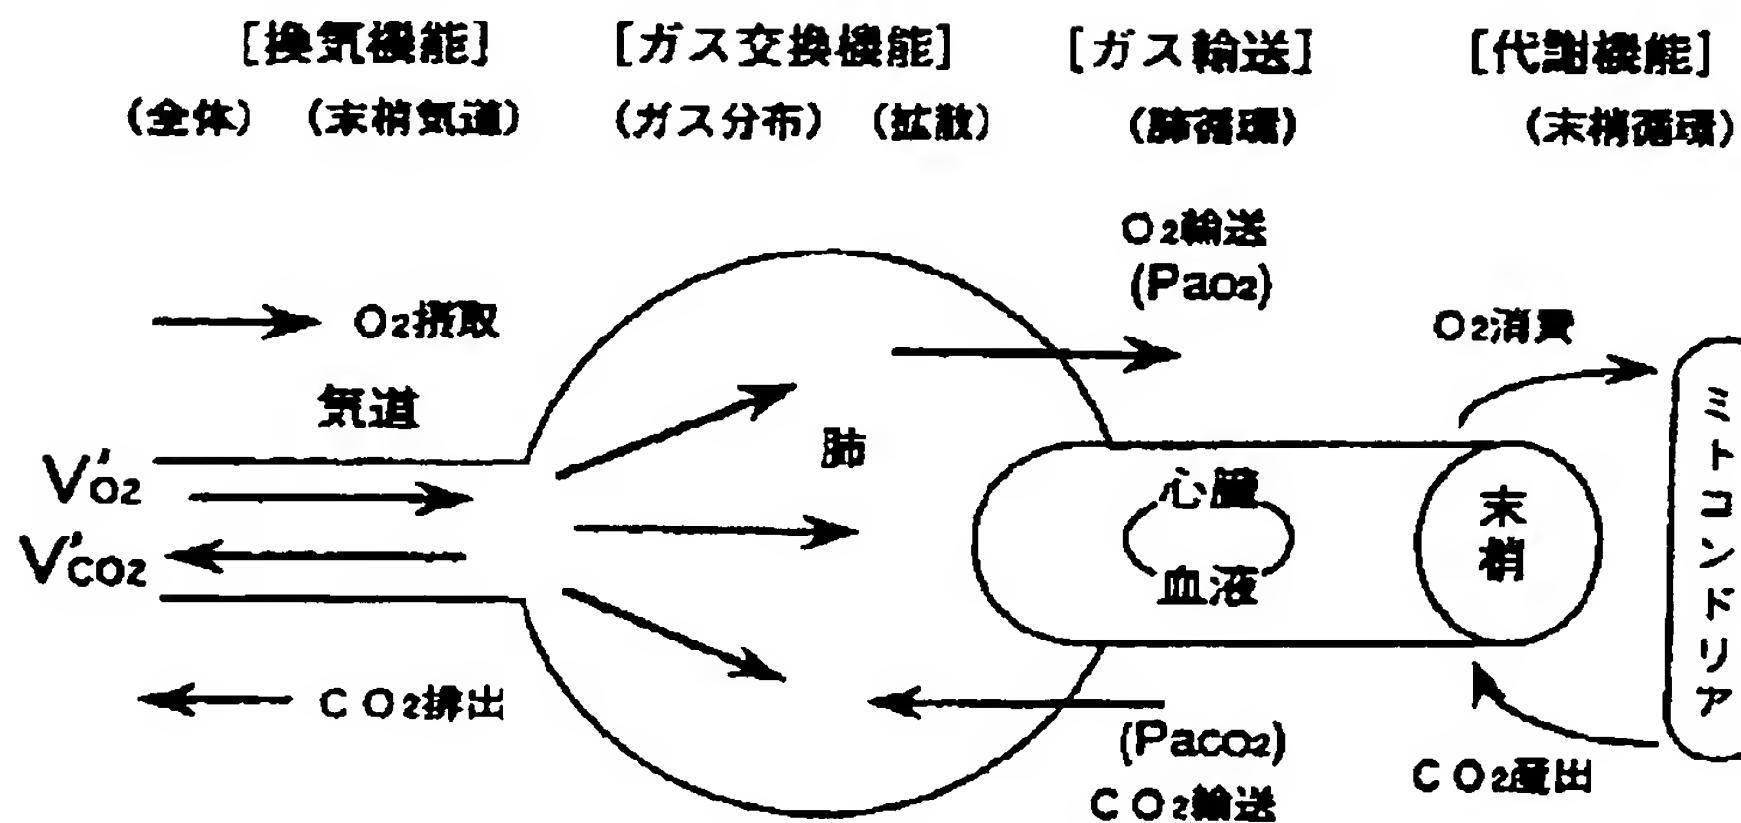 [換気機能] [ガス交換機能] [ガス輸送] [代謝機能]
(全体) (末梢気道) (ガス分布) (拡散) (肺循環) (末梢循環)
O2輸送
(PaO2)
O2摂取
O2消費
気道
肺
V'O2
V'CO2
心臓
血液
末梢
ミトコンドリア
CO2排出
(PaCO2)
CO2輸送
CO2産出